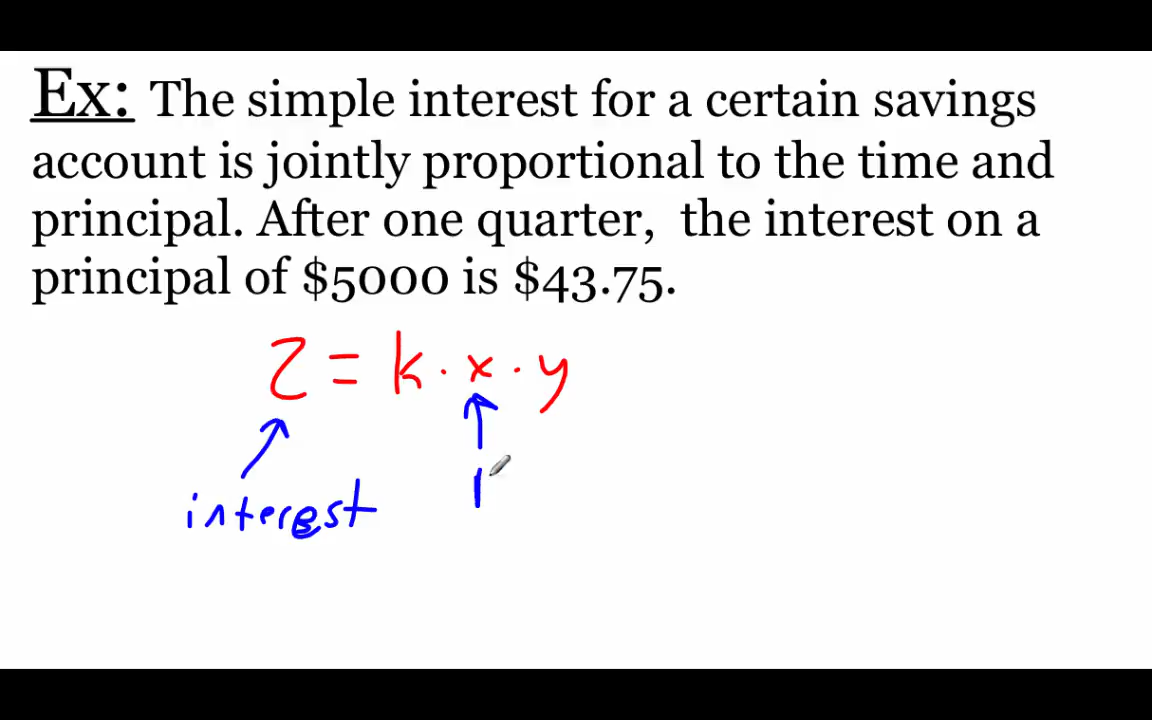 Ex: The simple interest for a certain savings
account is jointly proportional to the time and
principal. After one quarter, the interest on a
principal of $5000 is $43.75.
z = k · x · y
interest